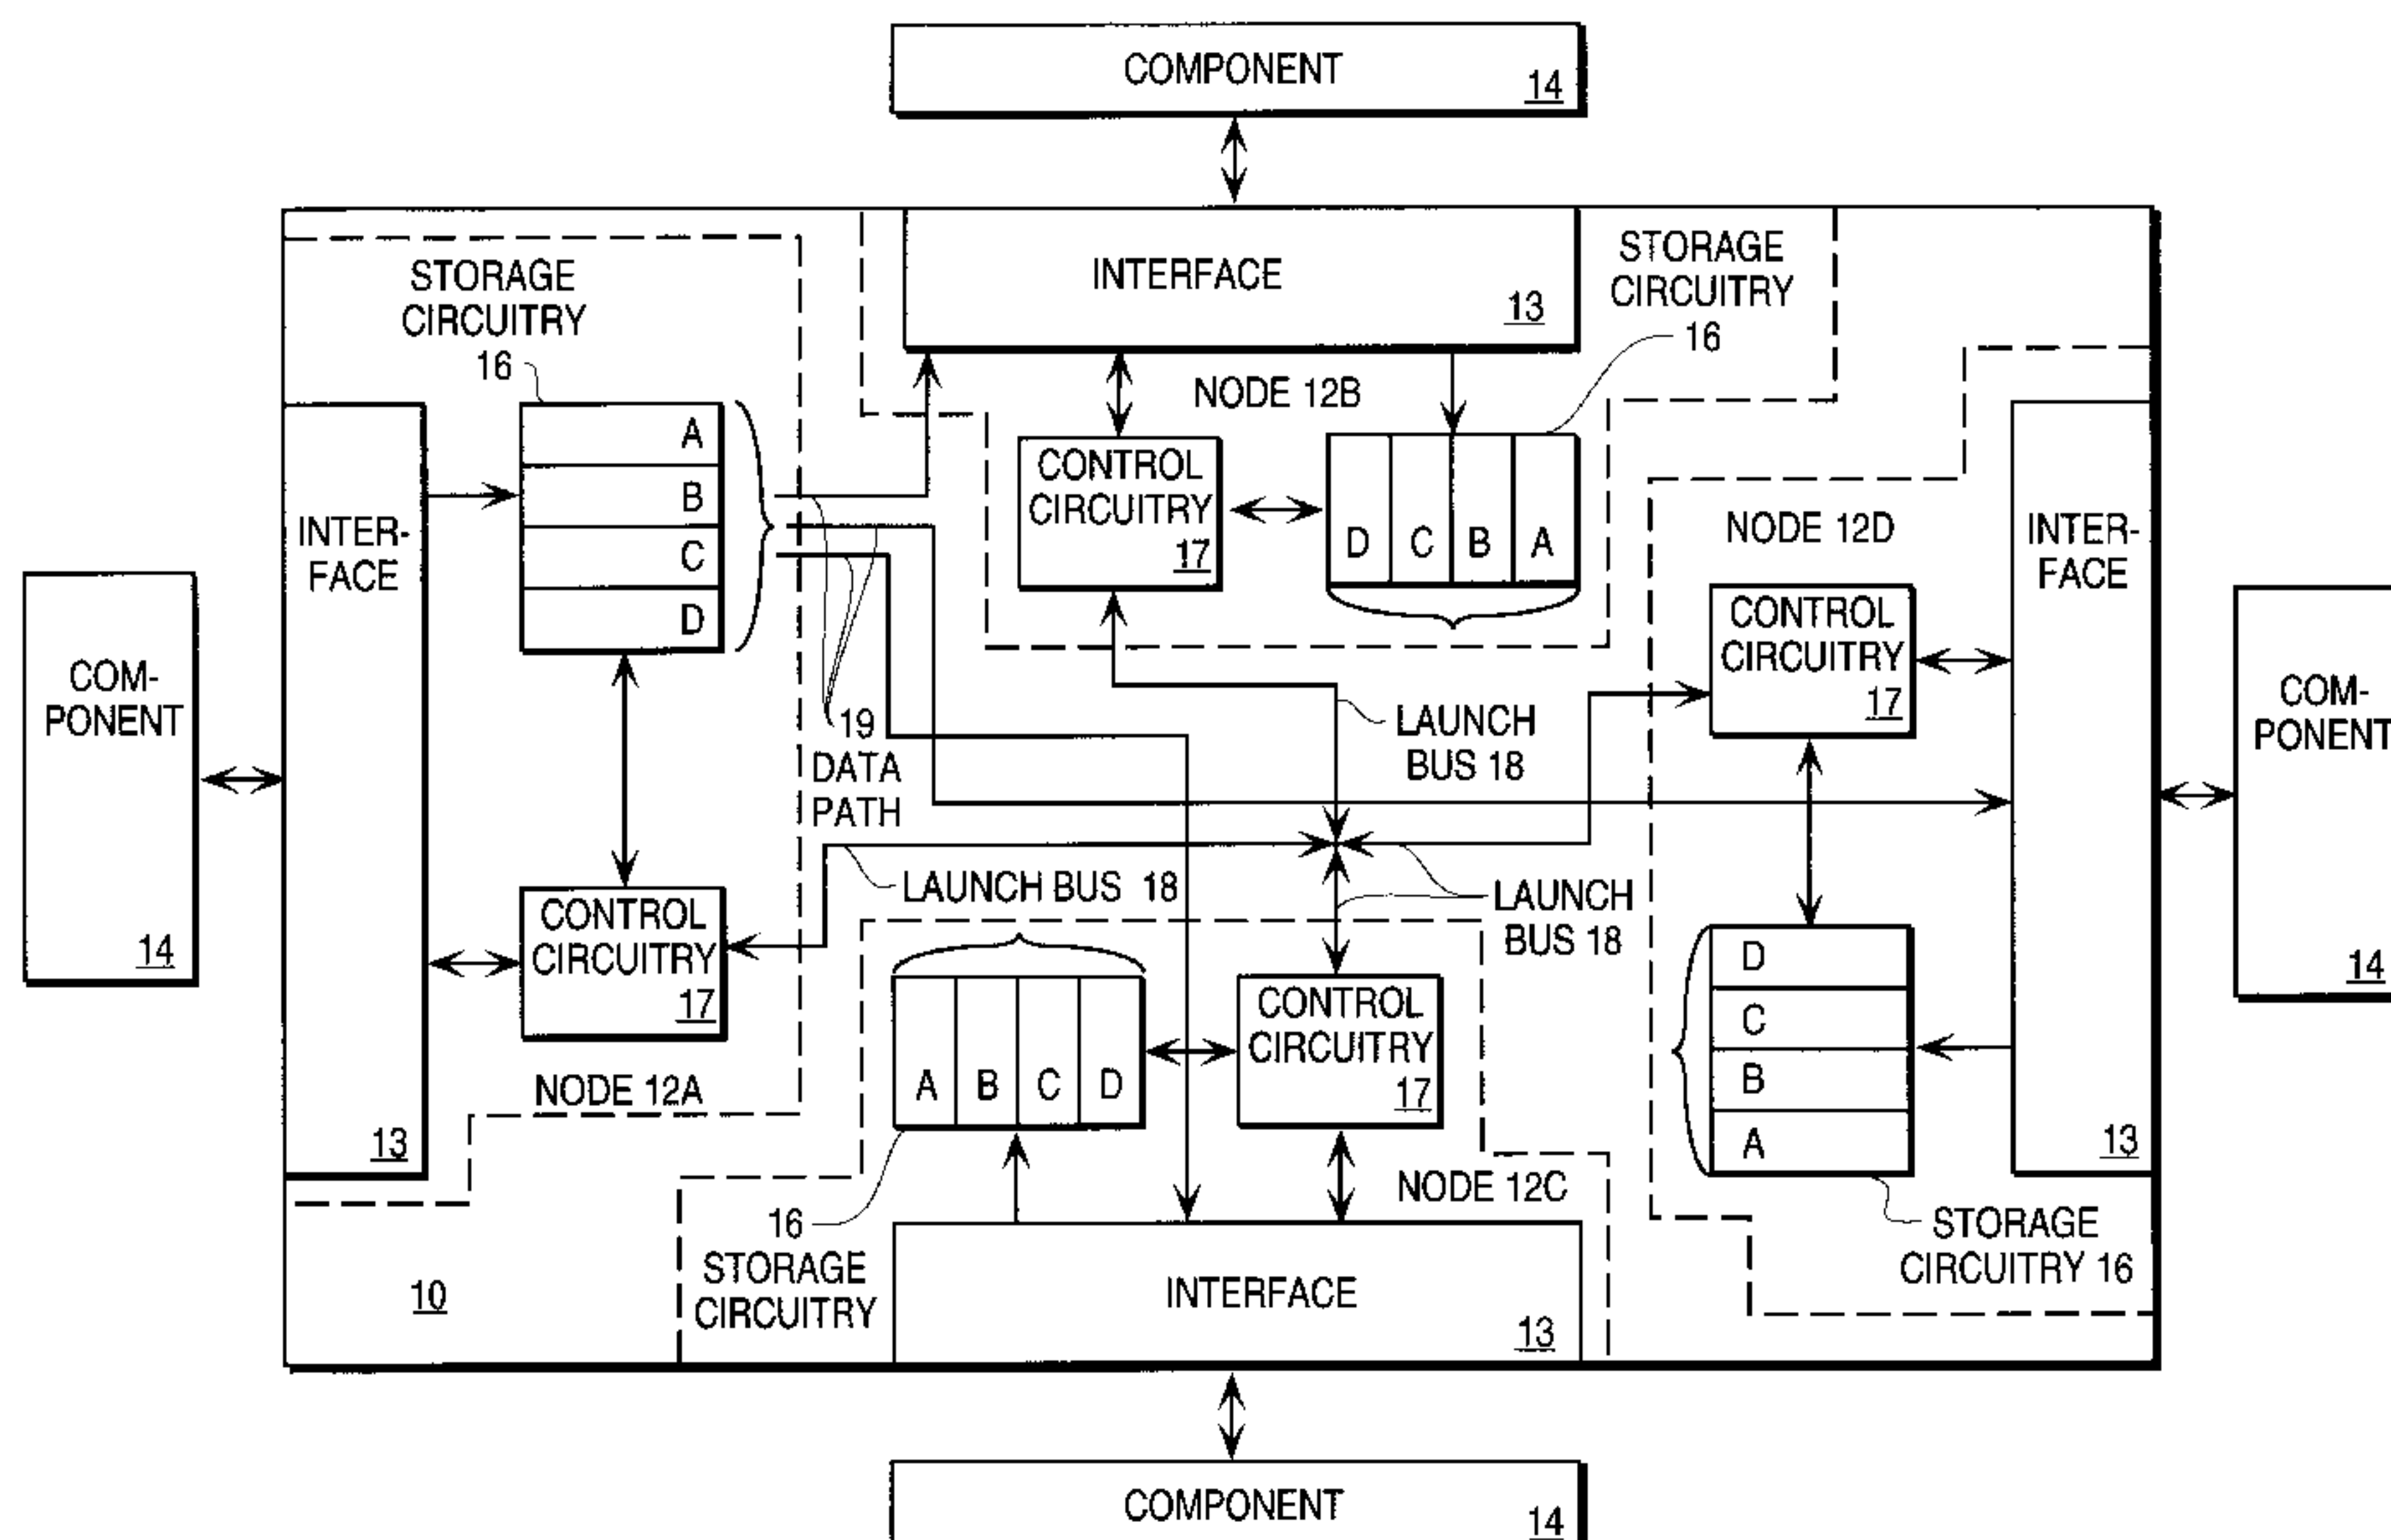 COMPONENT
14
INTERFACE
13
STORAGE
CIRCUITRY
16
NODE 12B
CONTROL
CIRCUITRY
17
D C B A
STORAGE
CIRCUITRY
16
A
B
C
D
INTER-
FACE
13
COM-
PONENT
14
CONTROL
CIRCUITRY
17
NODE 12A
19
DATA
PATH
LAUNCH
BUS 18
LAUNCH BUS 18
LAUNCH
BUS 18
NODE 12D
INTER-
FACE
13
CONTROL
CIRCUITRY
17
D
C
B
A
STORAGE
CIRCUITRY 16
COM-
PONENT
14
A B C D
CONTROL
CIRCUITRY
17
NODE 12C
16
STORAGE
CIRCUITRY
INTERFACE
13
10
COMPONENT
14